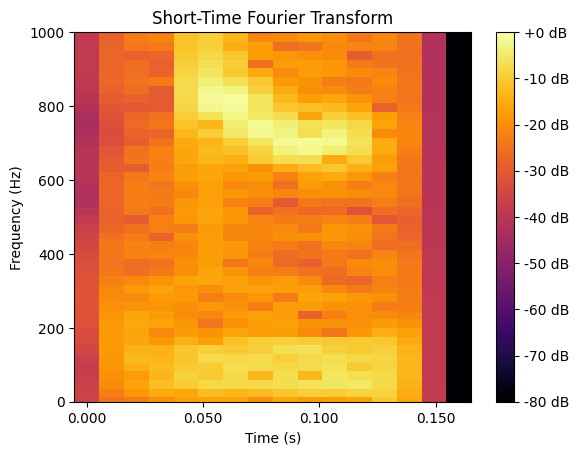 Short-Time Fourier Transform
1000
800
600
400
200
0
Frequency (Hz)
0.000
0.050
0.100
0.150
Time (s)
+0 dB
-10 dB
-20 dB
-30 dB
-40 dB
-50 dB
-60 dB
-70 dB
-80 dB